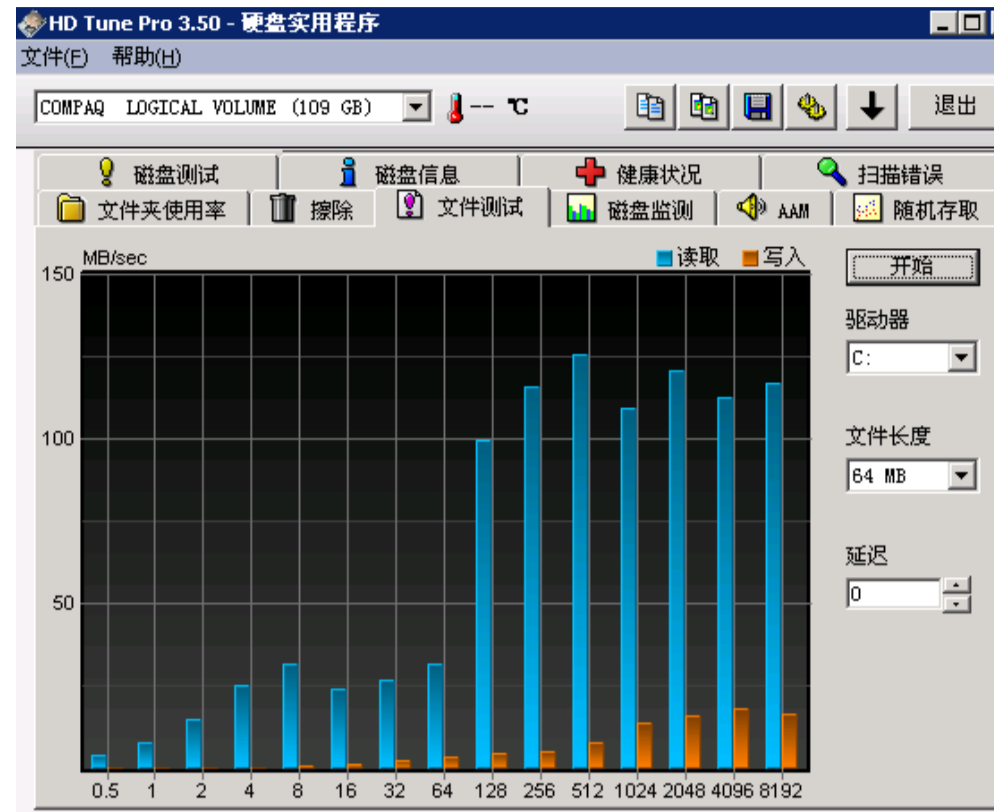 HD Tune Pro 3.50 - 硬盘实用程序
文件(F) 帮助(H)
COMPAQ LOGICAL VOLUME (109 GB) -- ℃ 退出
磁盘测试 磁盘信息 健康状况 扫描错误
文件夹使用率 擦除 文件测试 磁盘监测 AAM 随机存取
MB/sec 读取 写入
150
100
50
0.5 1 2 4 8 16 32 64 128 256 512 1024 2048 4096 8192
开始
驱动器
C:
文件长度
64 MB
延迟
0